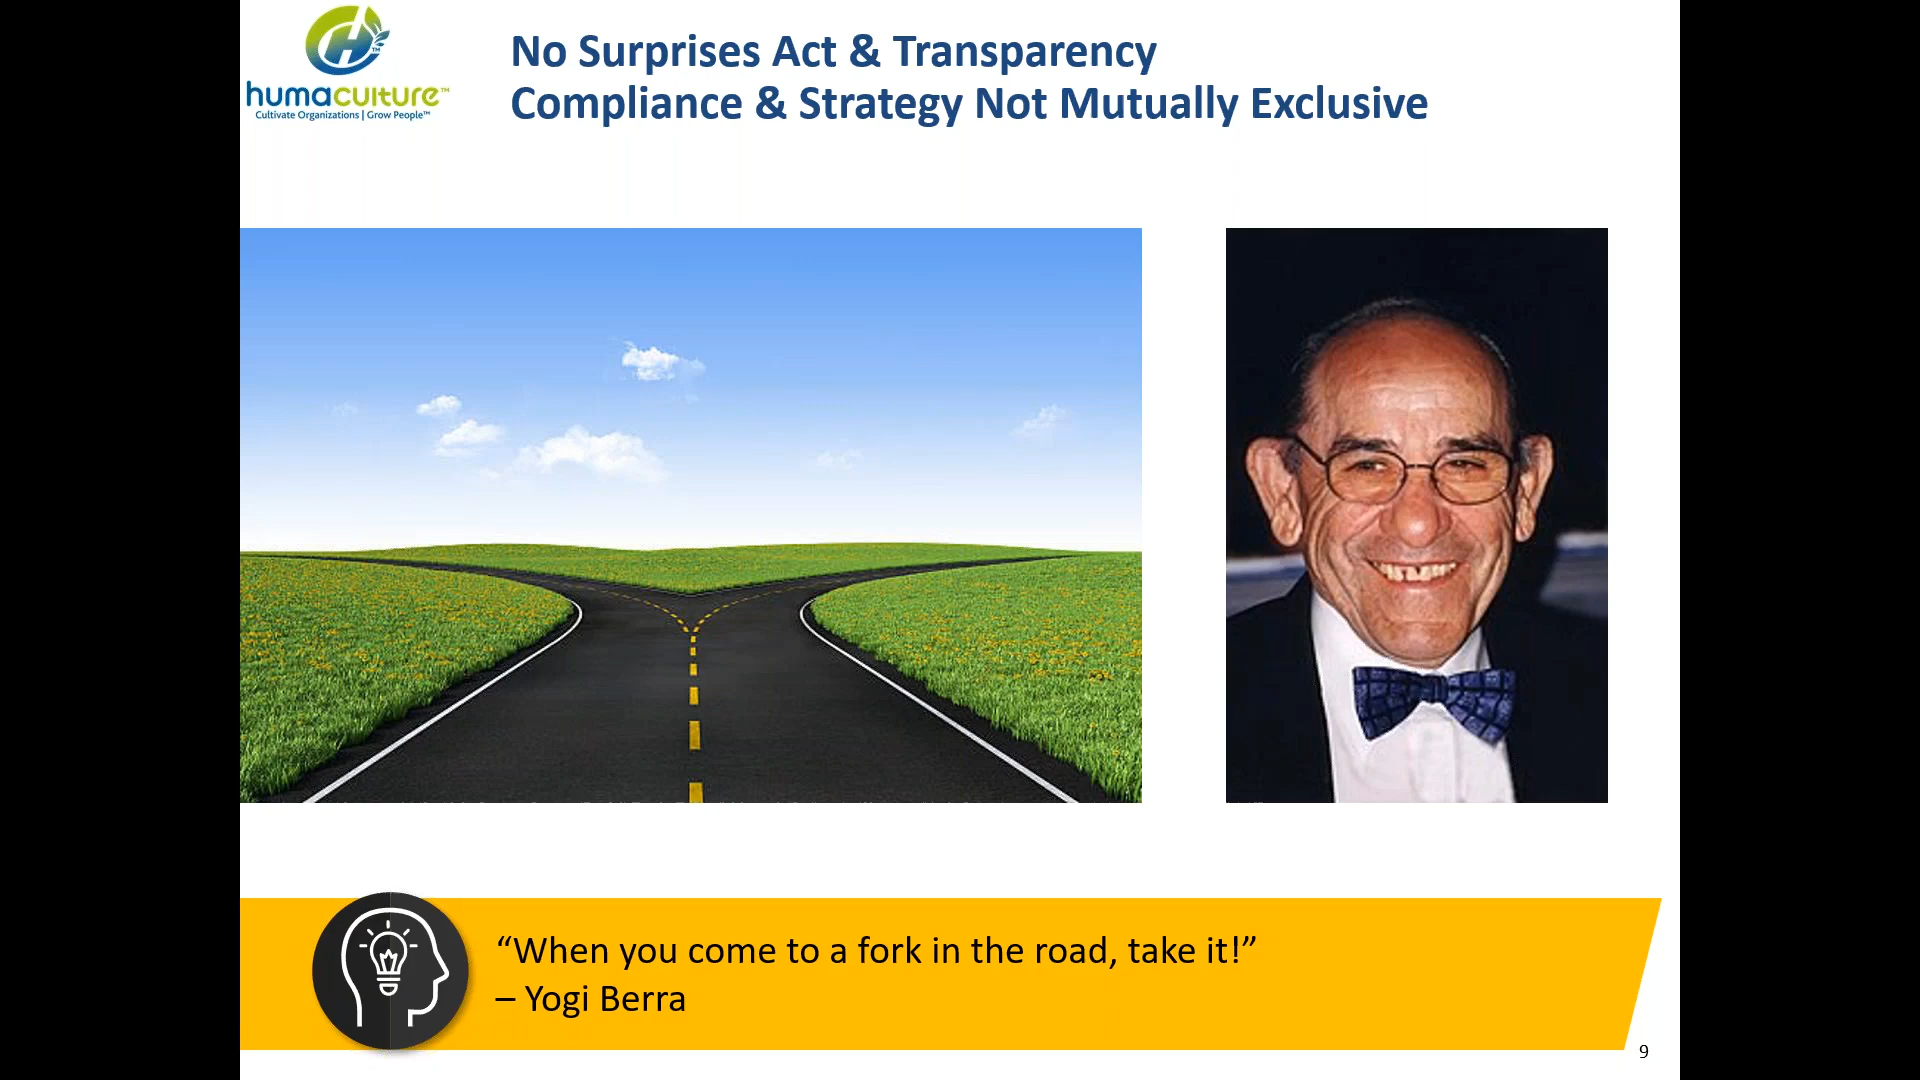 humaculture™
Cultivate Organizations | Grow People™
No Surprises Act & Transparency
Compliance & Strategy Not Mutually Exclusive
“When you come to a fork in the road, take it!”
– Yogi Berra
9